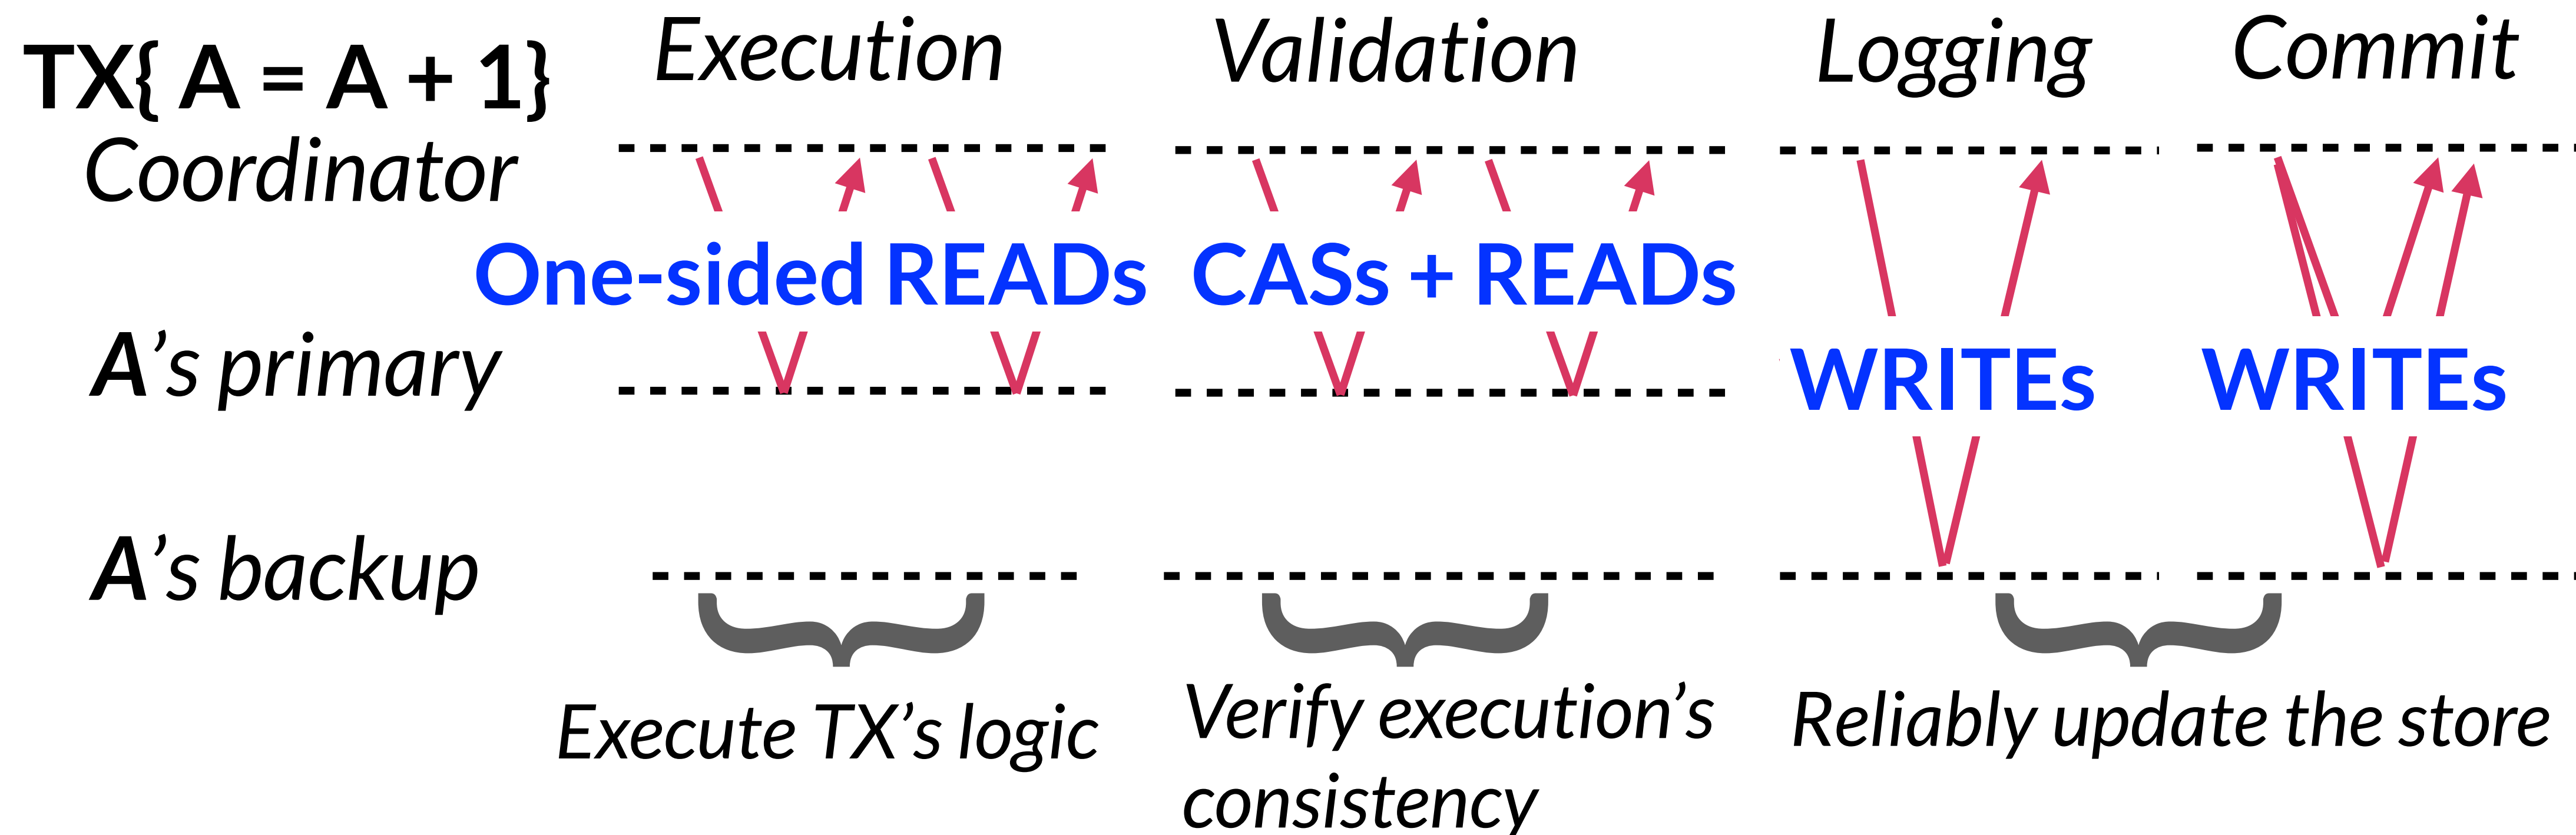 TX{ A = A + 1}
Execution
Validation
Logging
Commit
Coordinator
One-sided READs
CASs + READs
A’s primary
WRITEs
WRITEs
A’s backup
Execute TX’s logic
Verify execution’s
consistency
Reliably update the store